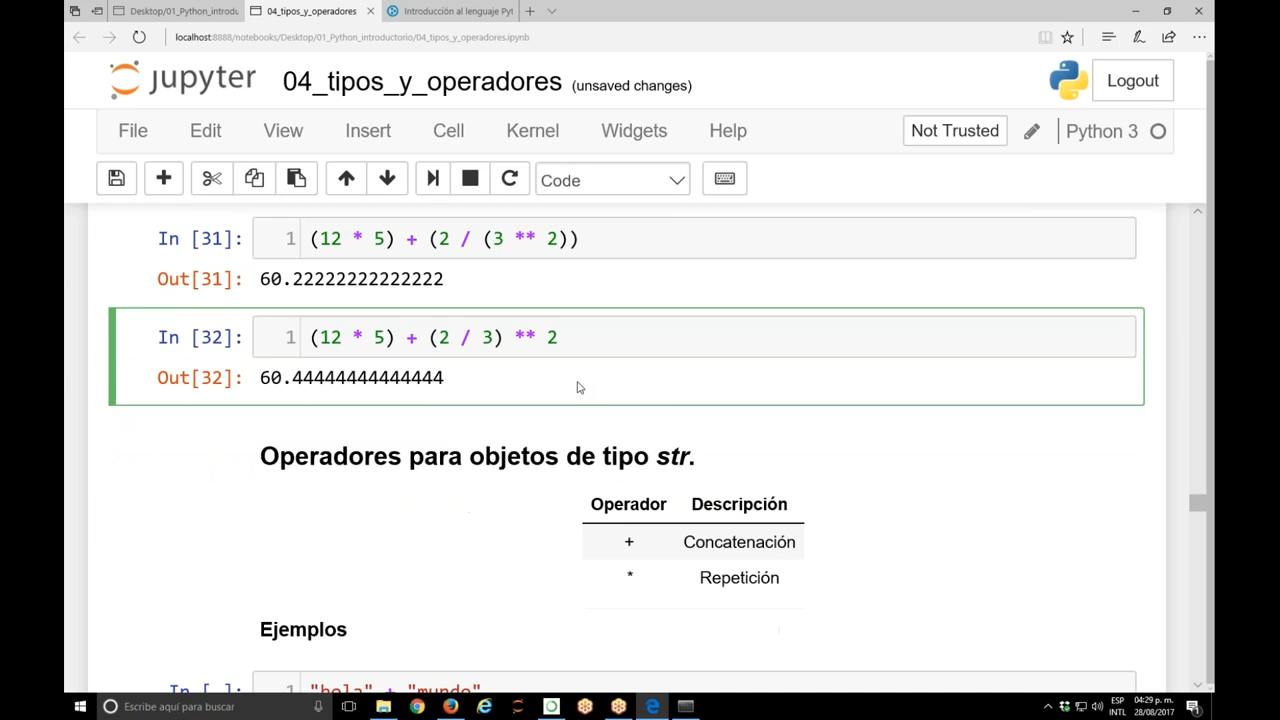 Desktop/01_Python_introdu
04_tipos_y_operadores
Introducción al lenguaje Pyt
localhost:8888/notebooks/Desktop/01_Python_introductorio/04_tipos_y_operadores.ipynb
jupyter 04_tipos_y_operadores (unsaved changes)
Logout
File Edit View Insert Cell Kernel Widgets Help
Not Trusted
Python 3
Code
In [31]: 1 (12 * 5) + (2 / (3 ** 2))
Out[31]: 60.22222222222222
In [32]: 1 (12 * 5) + (2 / 3) ** 2
Out[32]: 60.44444444444444
Operadores para objetos de tipo str.
Operador Descripción
+ Concatenación
* Repetición
Ejemplos
In [ ]: 1 "hola" + "mundo"
Escribe aquí para buscar
ESP 04:29 p. m.
INTL 28/08/2017